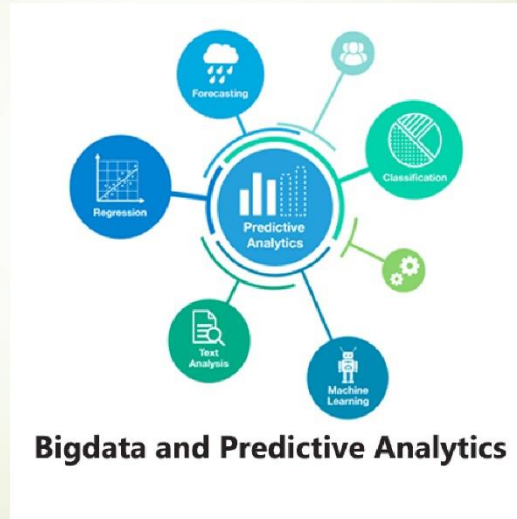 Forecasting
Classification
Regression
Predictive
Analytics
Text
Analysis
Machine
Learning
Bigdata and Predictive Analytics